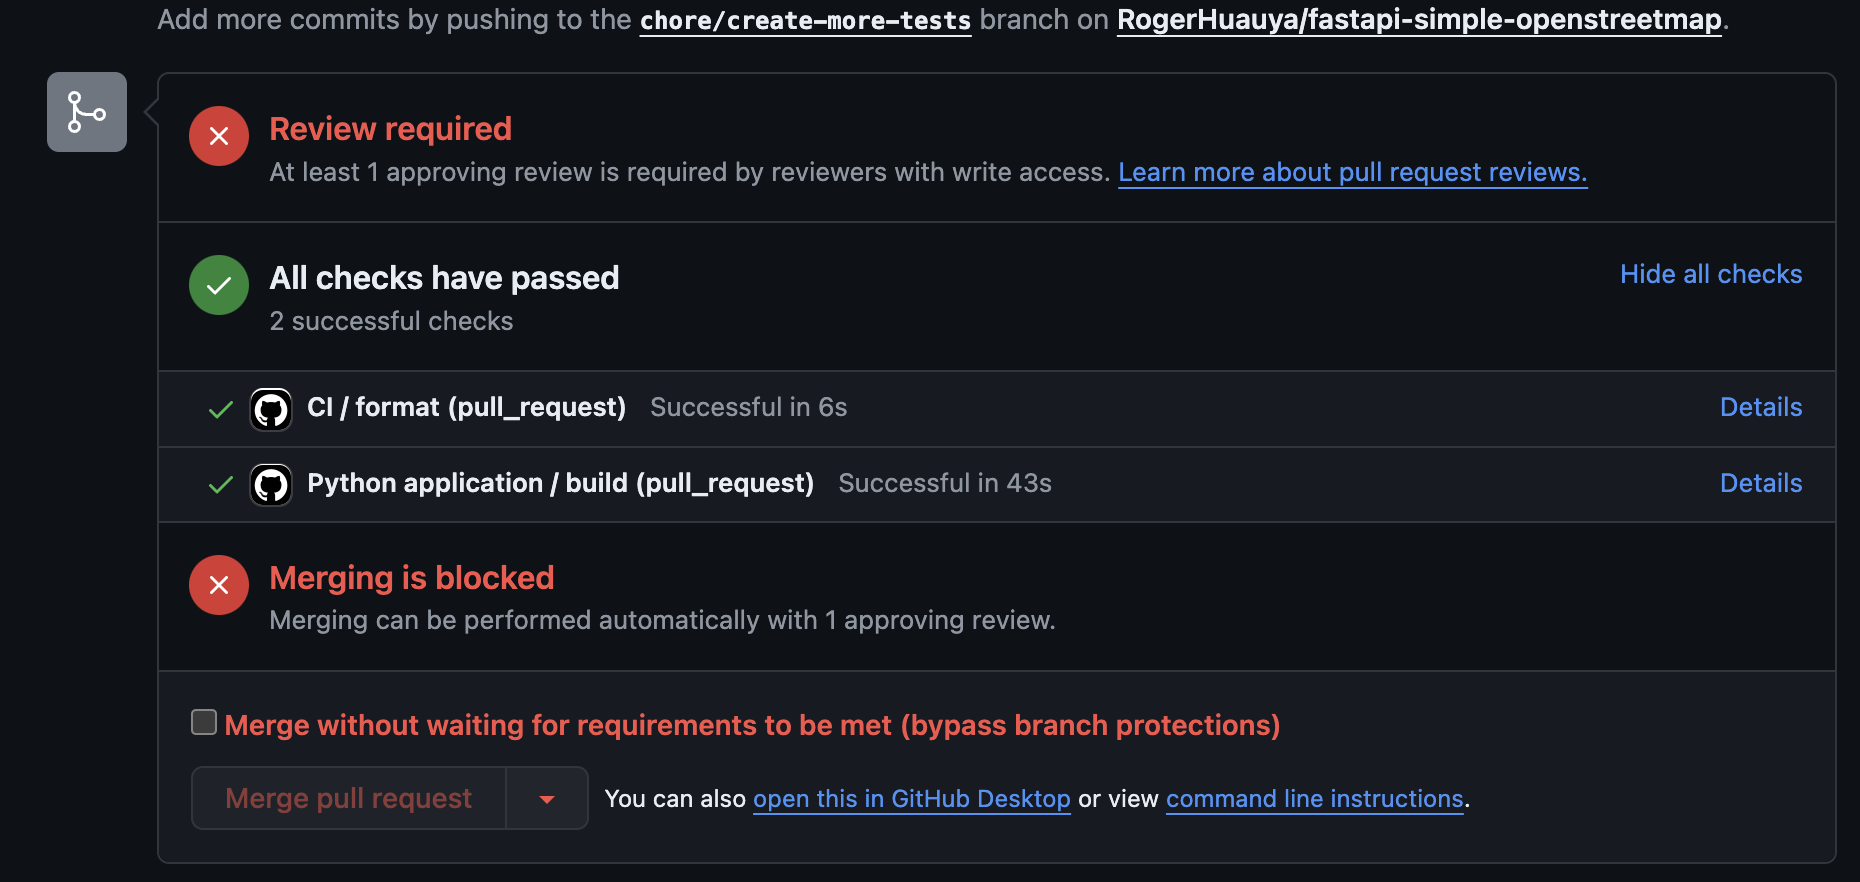 Add more commits by pushing to the chore/create-more-tests branch on RogerHuauya/fastapi-simple-openstreetmap.
Review required
At least 1 approving review is required by reviewers with write access. Learn more about pull request reviews.
All checks have passed
Hide all checks
2 successful checks
CI / format (pull_request) Successful in 6s Details
Python application / build (pull_request) Successful in 43s Details
Merging is blocked
Merging can be performed automatically with 1 approving review.
Merge without waiting for requirements to be met (bypass branch protections)
Merge pull request You can also open this in GitHub Desktop or view command line instructions.